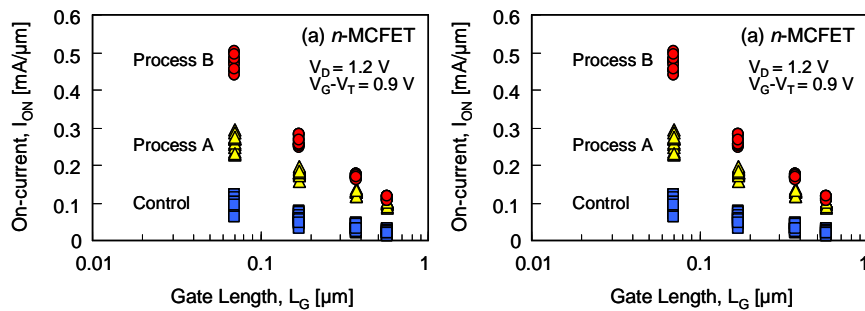 0.6
0.5
0.4
0.3
0.2
0.1
0
On-current, I_ON [mA/µm]
(a) n-MCFET
V_D = 1.2 V
V_G-V_T = 0.9 V
Process B
Process A
Control
0.01
0.1
1
Gate Length, L_G [µm]
0.6
0.5
0.4
0.3
0.2
0.1
0
On-current, I_ON [mA/µm]
(a) n-MCFET
V_D = 1.2 V
V_G-V_T = 0.9 V
Process B
Process A
Control
0.01
0.1
1
Gate Length, L_G [µm]